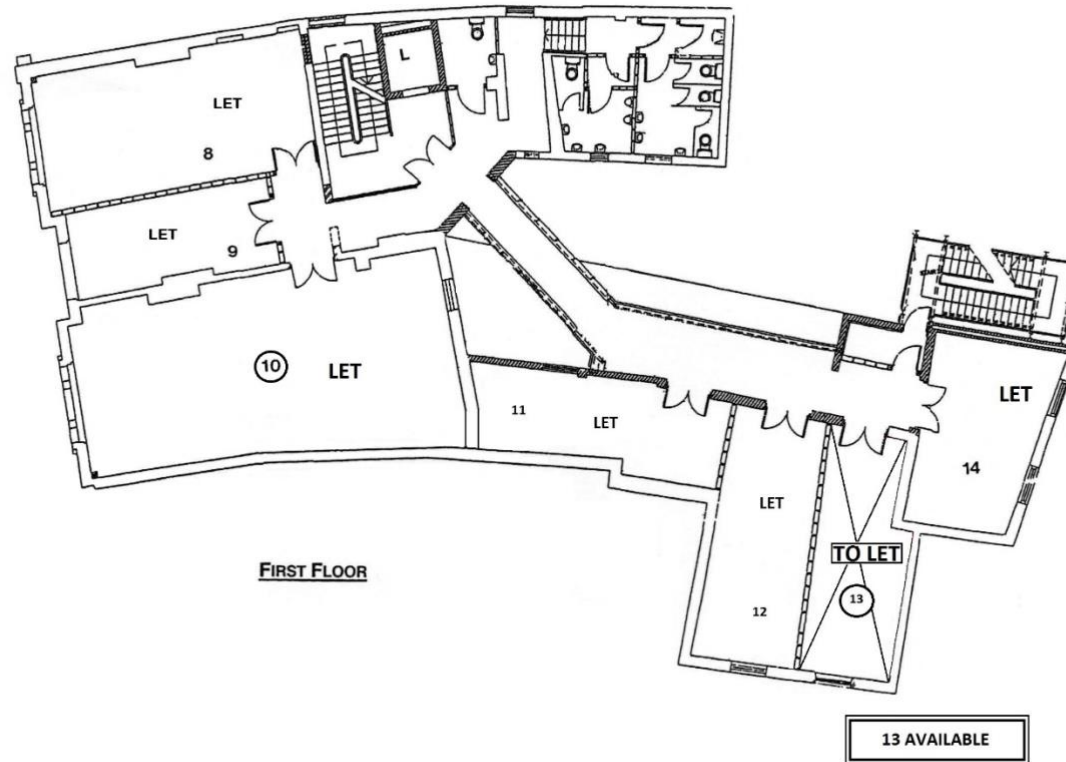 L
LET
8
LET
9
10
LET
11
LET
LET
14
LET
12
TO LET
13
FIRST FLOOR
13 AVAILABLE